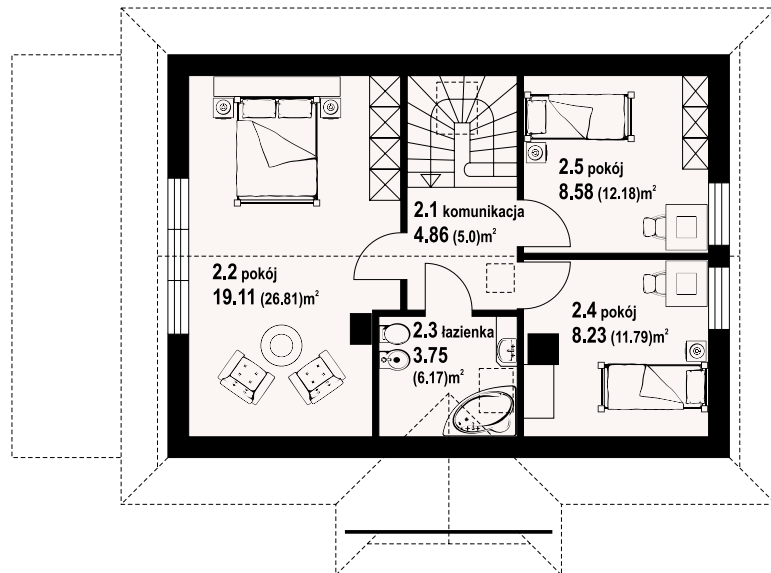 2.5 pokój
8.58 (12.18)m²
2.1 komunikacja
4.86 (5.0)m²
2.2 pokój
19.11 (26.81)m²
2.3 łazienka
3.75
(6.17)m²
2.4 pokój
8.23 (11.79)m²